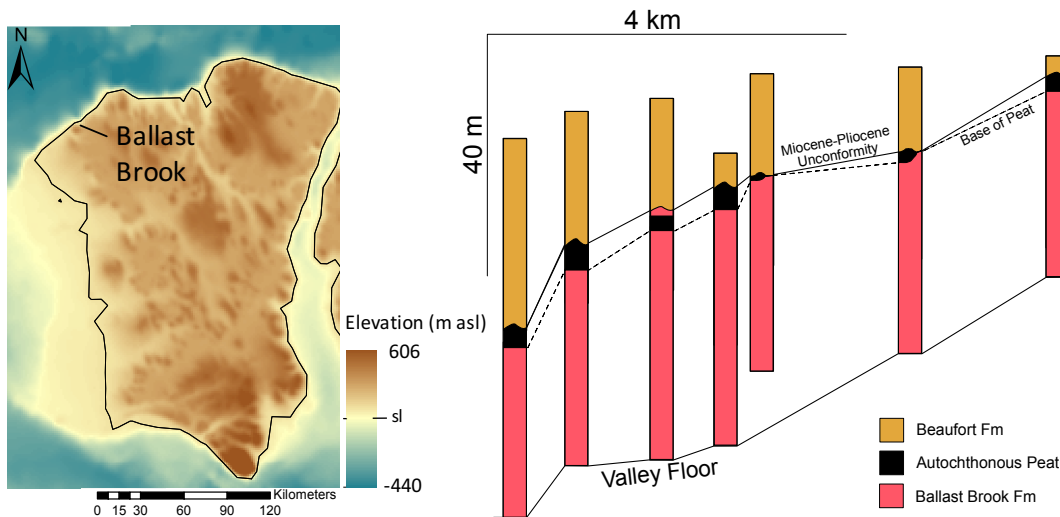 N
Ballast
Brook
Elevation (m asl)
606
sl
-440
Kilometers
0 15 30 60 90 120
4 km
40 m
Miocene-Pliocene
Unconformity
Base of Peat
Valley Floor
Beaufort Fm
Autochthonous Peat
Ballast Brook Fm